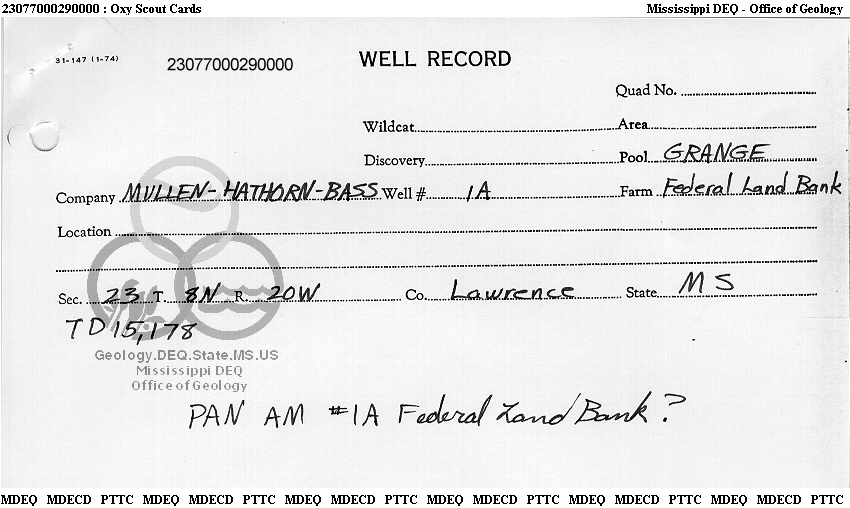 23077000290000 : Oxy Scout Cards Mississippi DEQ - Office of Geology
31-147 (1-74) 23077000290000 WELL RECORD
Quad No.
Wildcat Area
Discovery Pool GRANGE
Company MULLEN-HATHORN-BASS Well # 1A Farm Federal Land Bank
Location
Sec. 23 T. 8N R. 20W Co. Lawrence State MS
TD 15,178
Geology.DEQ.State.MS.US
Mississippi DEQ
Office of Geology
PAN AM #1A Federal Land Bank?
MDEQ MDECD PTTC MDEQ MDECD PTTC MDEQ MDECD PTTC MDEQ MDECD PTTC MDEQ MDECD PTTC MDEQ MDECD PTTC